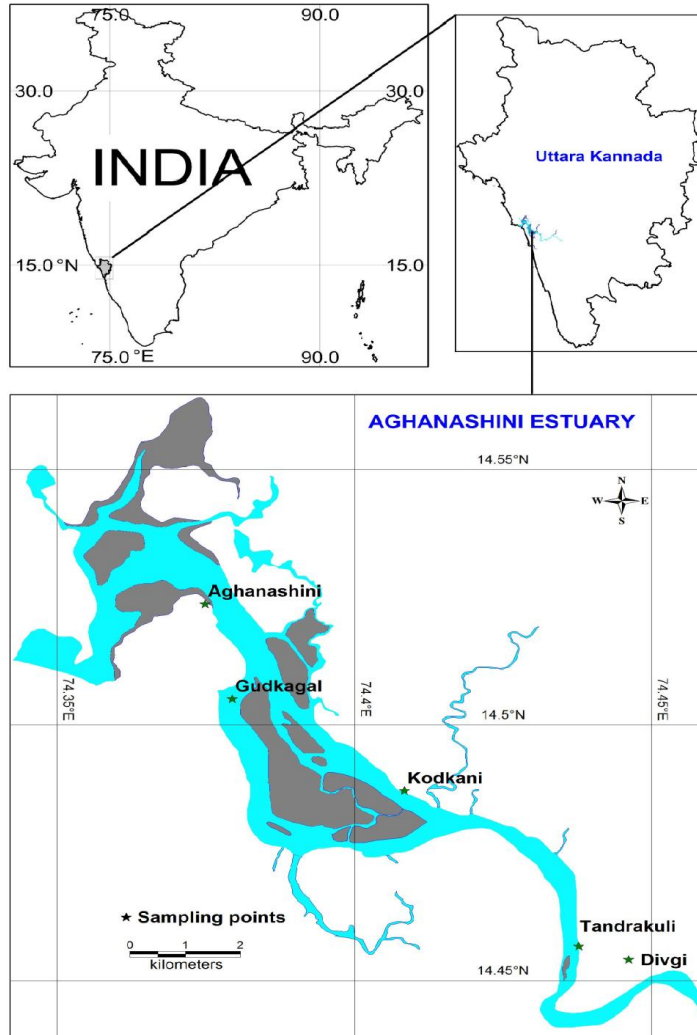 75.0
90.0
30.0
30.0
INDIA
15.0 °N
15.0
75.0 °E
90.0
Uttara Kannada
AGHANASHINI ESTUARY
14.55°N
N
W E
S
Aghanashini
Gudkagal
74.35°E
74.4°E
74.45°E
14.5°N
Kodkani
Sampling points
0 1 2
kilometers
Tandrakuli
Divgi
14.45°N